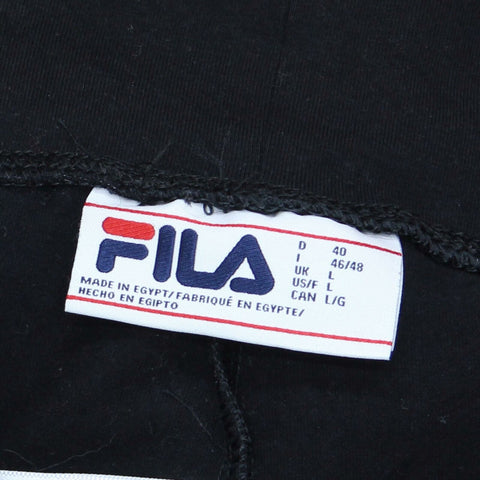 FILA
D 40
I 46/48
UK L
US/F L
CAN L/G
MADE IN EGYPT/FABRIQUÉ EN EGYPTE/
HECHO EN EGIPTO